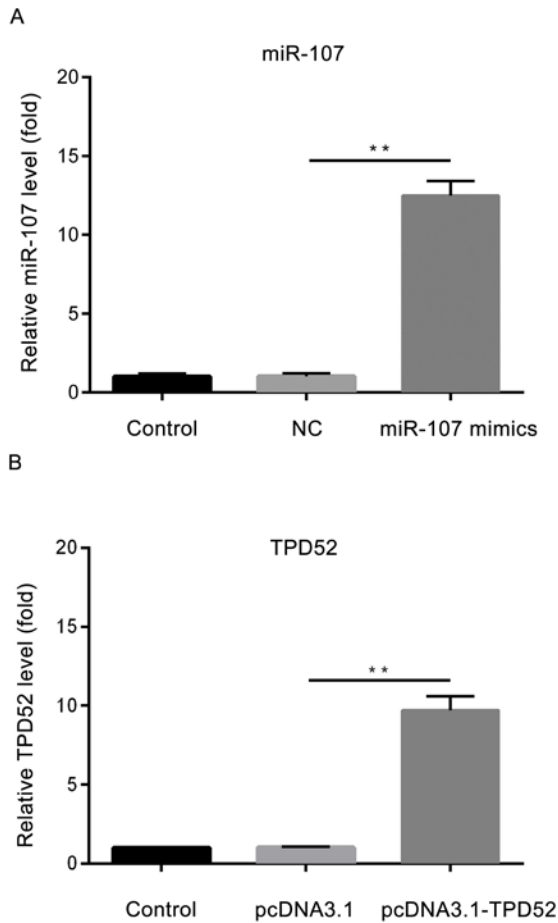 A
miR-107
Relative miR-107 level (fold)
20
15
10
5
0
**
Control NC miR-107 mimics
B
TPD52
Relative TPD52 level (fold)
20
15
10
5
0
**
Control pcDNA3.1 pcDNA3.1-TPD52